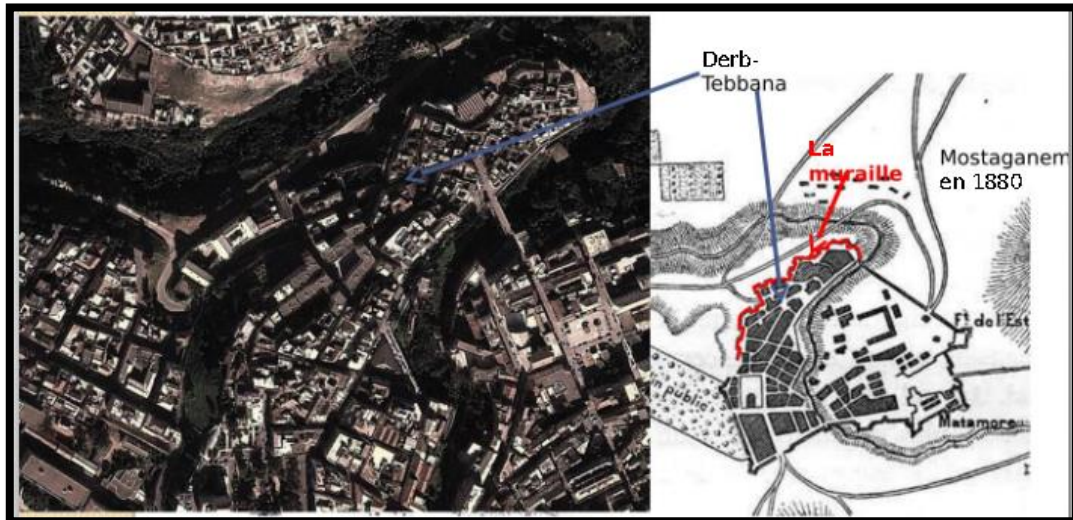 Derb-
Tebbana
La
muraille
Mostaganem
en 1880
Ft de l'Est
n public
Matamore